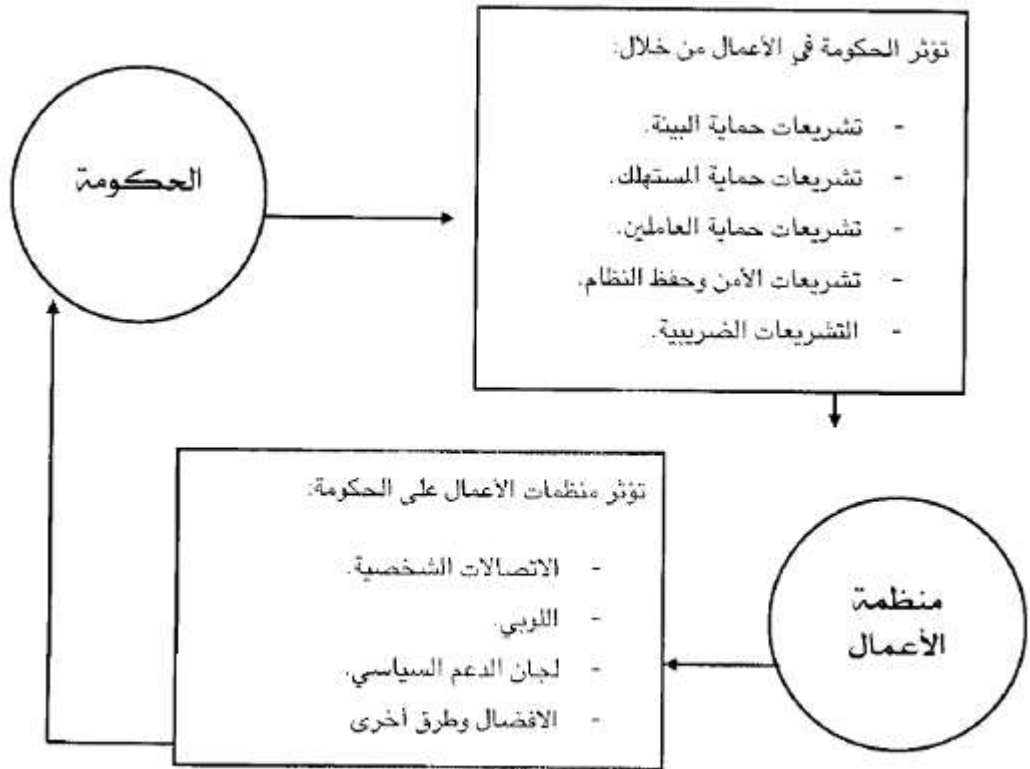 تؤثر الحكومة في الأعمال من خلال:
- تشريعات حماية البيئة.
- تشريعات حماية المستهلك.
- تشريعات حماية العاملين.
- تشريعات الأمن وحفظ النظام.
- التشريعات الضريبية.
الحكومة
تؤثر منظمات الأعمال على الحكومة:
- الاتصالات الشخصية.
- اللوبي.
- لجان الدعم السياسي.
- الافضال وطرق أخرى
منظمة
الأعمال